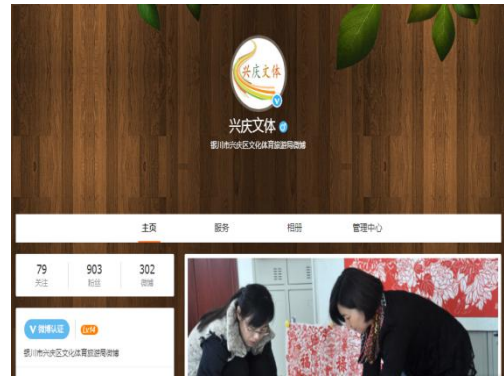 兴庆文体
兴庆文体
银川市兴庆区文化体育旅游局微博
主页
服务
相册
管理中心
79
903
302
关注
粉丝
微博
V 微博认证
Lv.14
银川市兴庆区文化体育旅游局微博